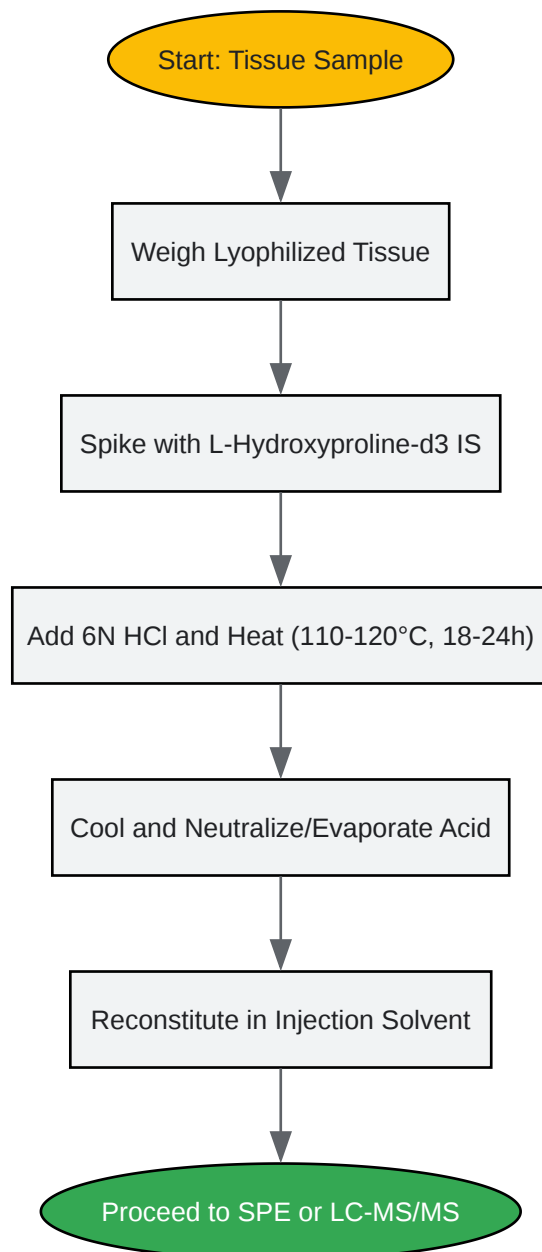 Start: Tissue Sample
Weigh Lyophilized Tissue
Spike with L-Hydroxyproline-d3 IS
Add 6N HCl and Heat (110-120°C, 18-24h)
Cool and Neutralize/Evaporate Acid
Reconstitute in Injection Solvent
Proceed to SPE or LC-MS/MS